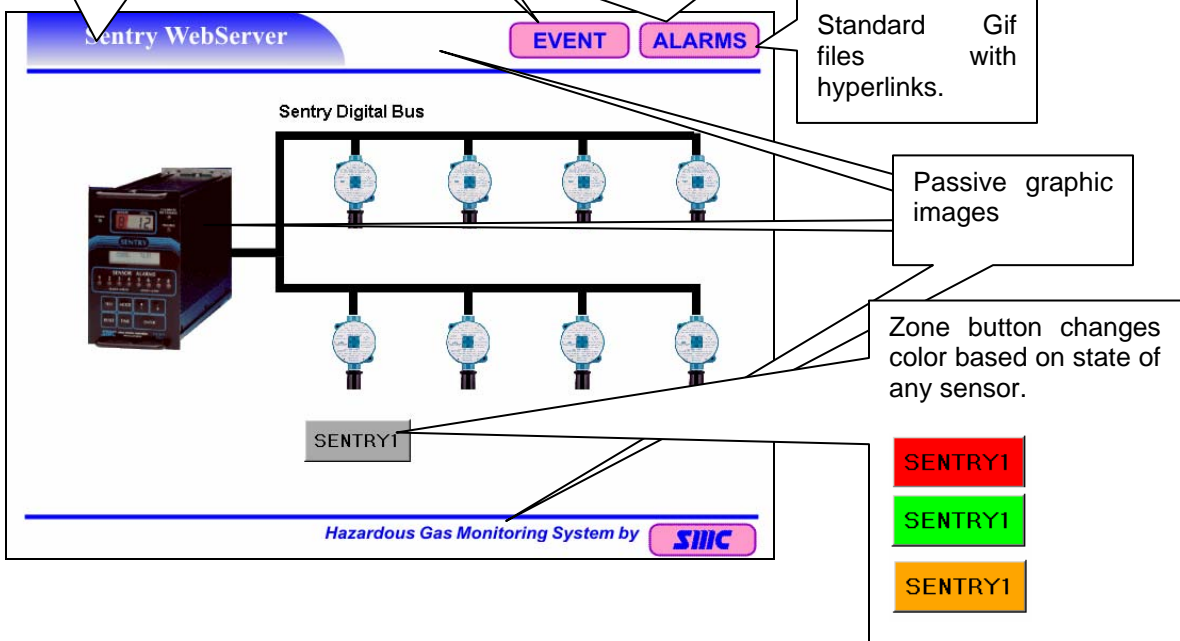 Sentry WebServer
EVENT
ALARMS
Standard Gif
files with
hyperlinks.
Sentry Digital Bus
Passive graphic
images
SENTRY
Zone button changes
color based on state of
any sensor.
SENTRY1
SENTRY1
SENTRY1
SENTRY1
Hazardous Gas Monitoring System by
SMC